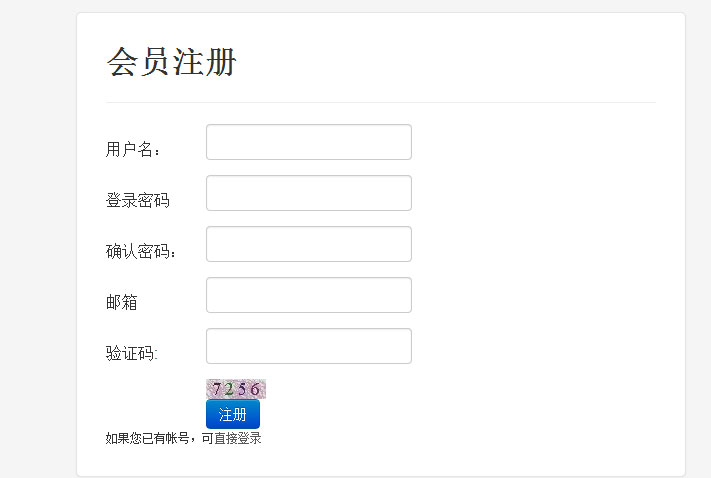 会员注册
用户名：
登录密码
确认密码：
邮箱
验证码:
7256
注册
如果您已有帐号，可直接登录